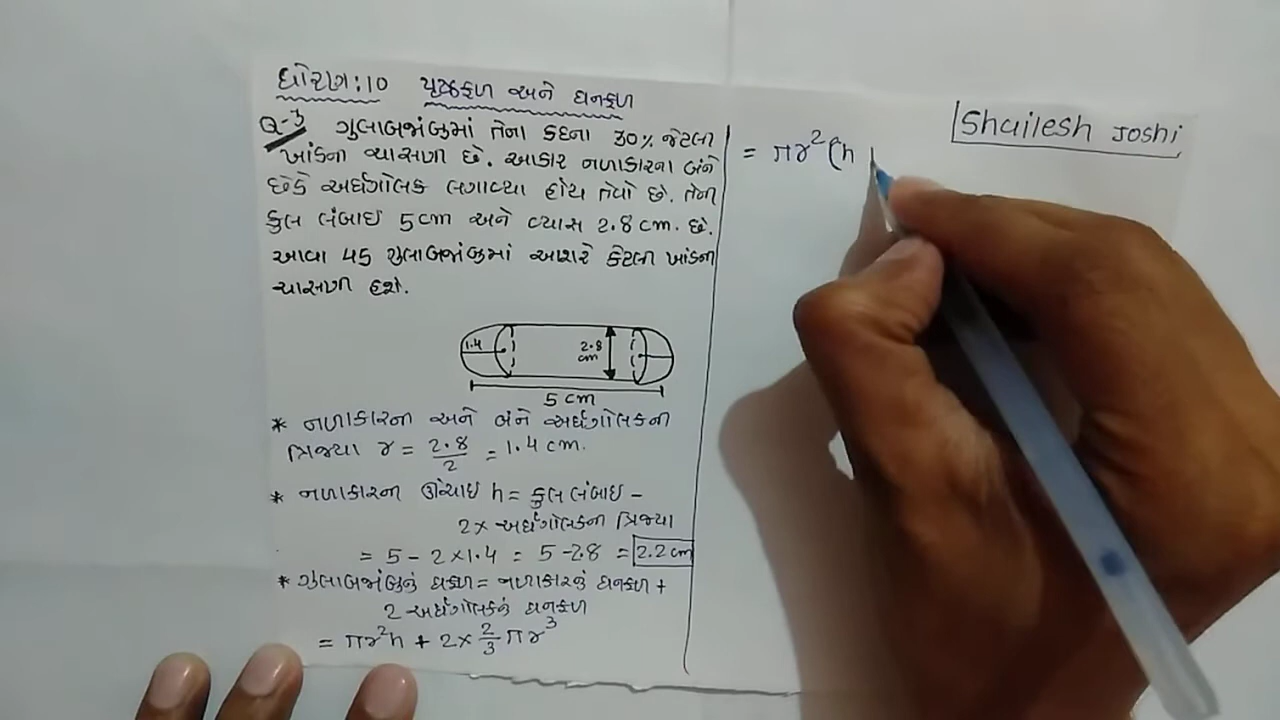 ધોરણ:10 પૃષ્ઠફળ અને ઘનફળ
Shailesh Joshi
Q-3 ગુલાબજાંબુમાં તેના કદના 30% જેટલી
ખાંડની ચાસણી છે. આકાર નળાકારના બંને
છેડે અર્ધગોલક લગાવ્યા હોય તેવો છે. તેની
કુલ લંબાઇ 5cm અને વ્યાસ 2.8 cm. છે.
આવા 45 ગુલાબજાંબુમાં આશરે કેટલી ખાંડની
ચાસણી હશે.
1.4
2.8
cm
5 cm
* નળાકારની અને બંને અર્ધગોલકની
ત્રિજ્યા r = 2.8/2 = 1.4 cm.
* નળાકારની ઊંચાઇ h = કુલ લંબાઇ -
2 x અર્ધગોલકની ત્રિજ્યા
= 5 - 2 x 1.4 = 5 - 2.8 = 2.2 cm
* ગુલાબજાંબુનું ઘનફળ = નળાકારનું ઘનફળ +
2 અર્ધગોલકનું ઘનફળ
= πr²h + 2 x 2/3 πr³
= πr²(h